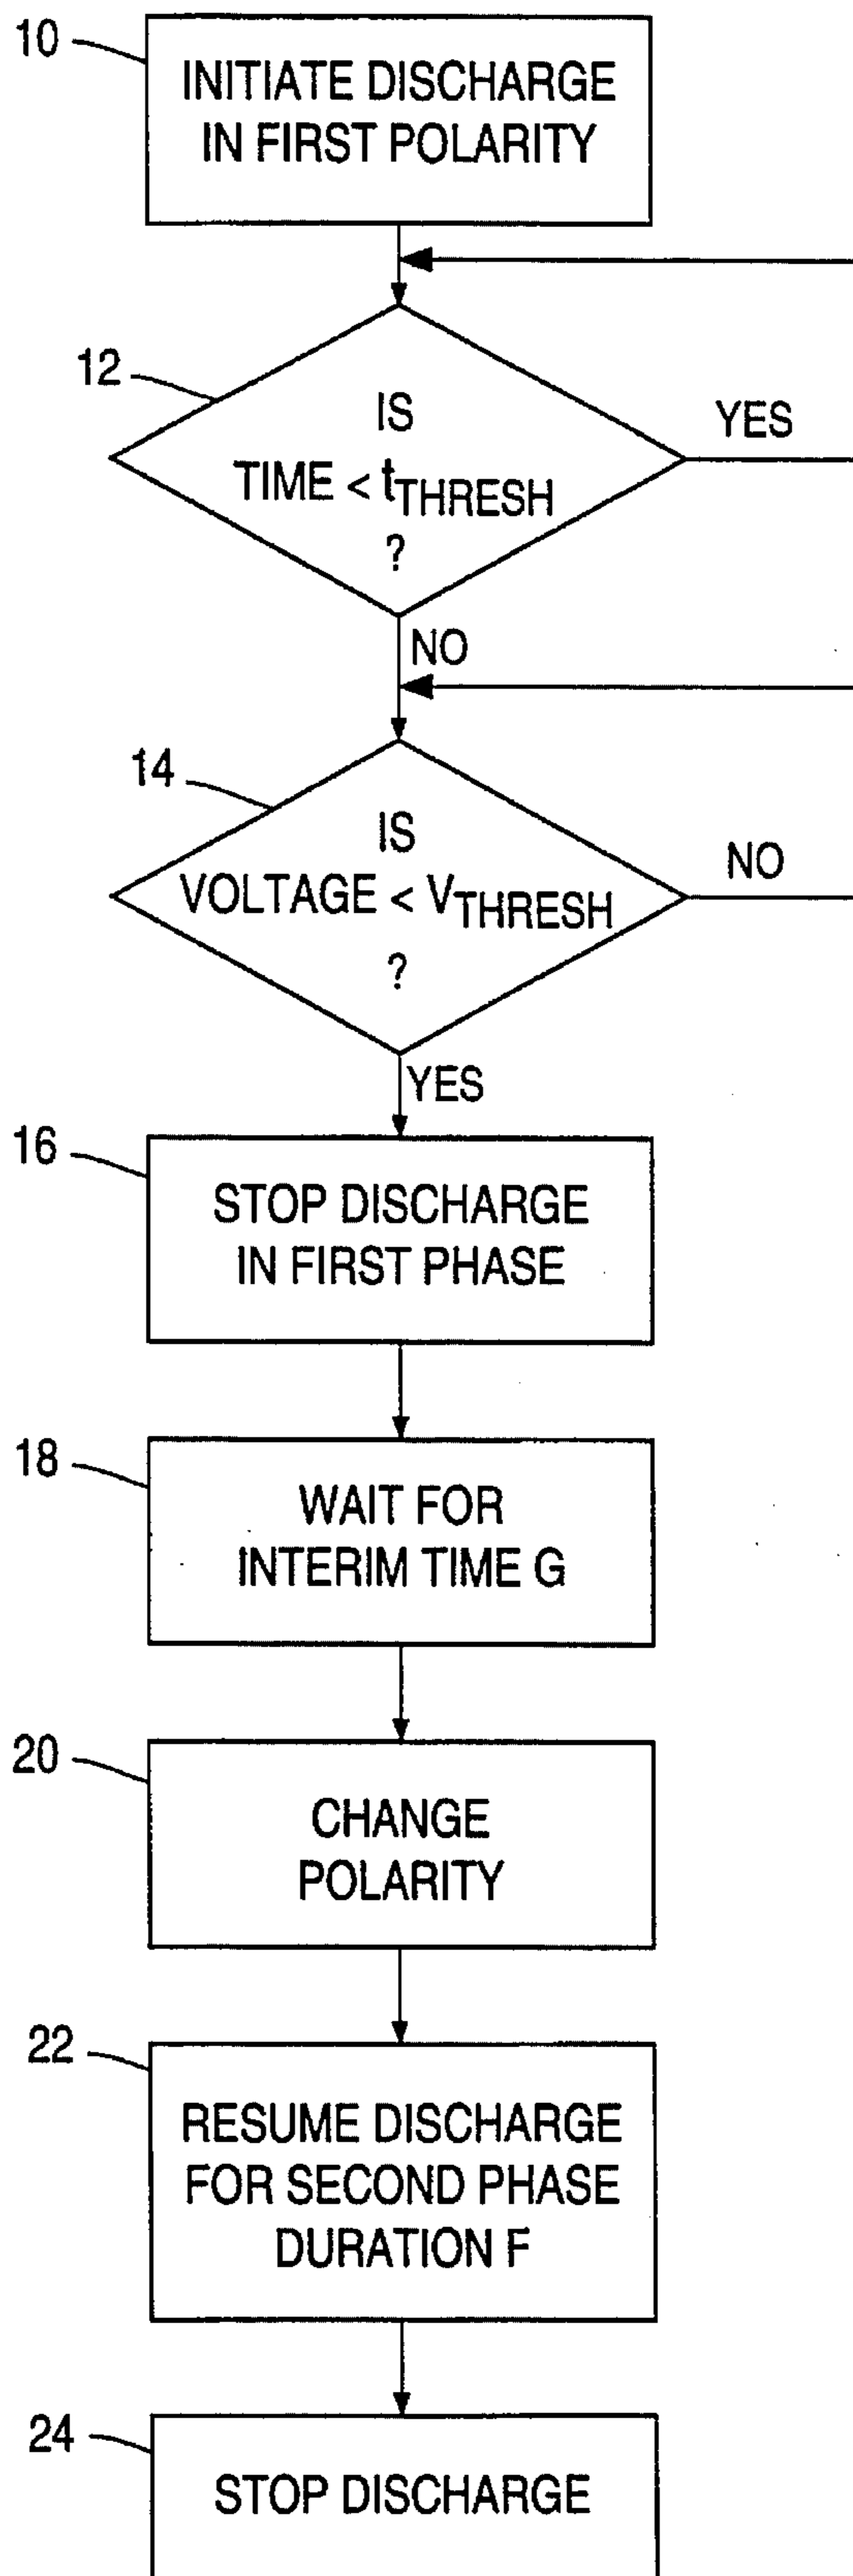 10
INITIATE DISCHARGE
IN FIRST POLARITY
12
IS
TIME < tTHRESH
?
YES
NO
14
IS
VOLTAGE < VTHRESH
?
NO
YES
16
STOP DISCHARGE
IN FIRST PHASE
18
WAIT FOR
INTERIM TIME G
20
CHANGE
POLARITY
22
RESUME DISCHARGE
FOR SECOND PHASE
DURATION F
24
STOP DISCHARGE